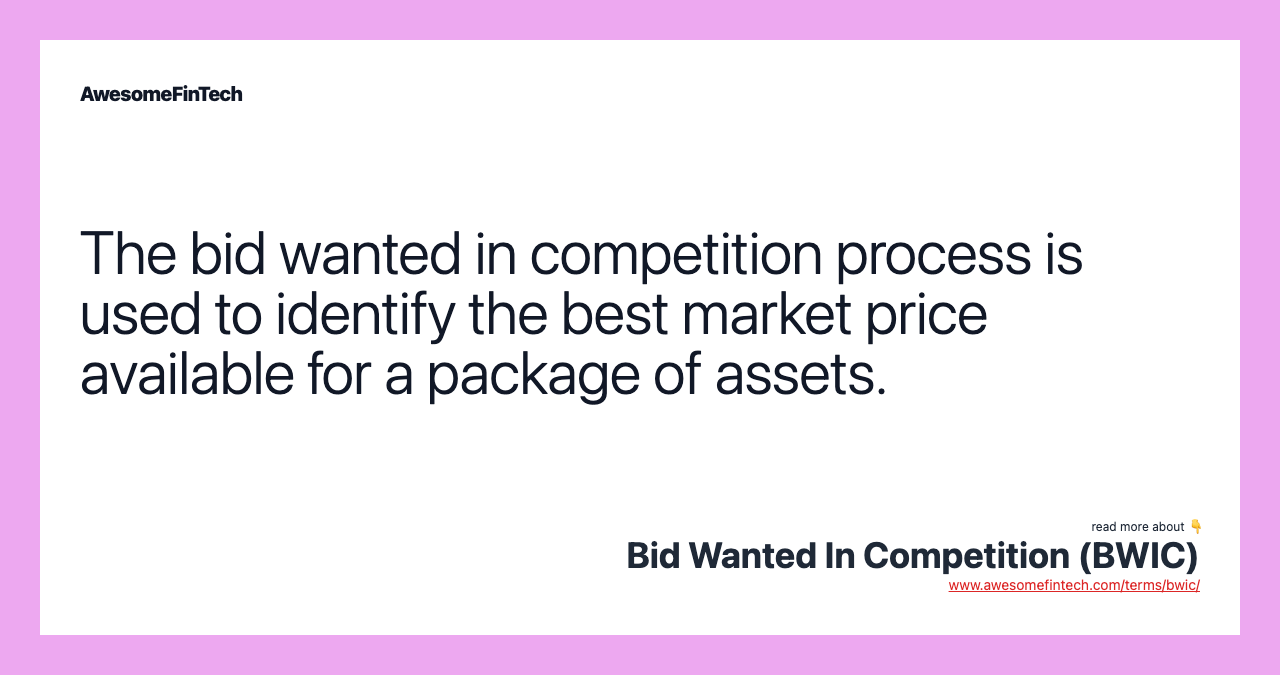 AwesomeFinTech
The bid wanted in competition process is
used to identify the best market price
available for a package of assets.
read more about 👇
Bid Wanted In Competition (BWIC)
www.awesomefintech.com/terms/bwic/